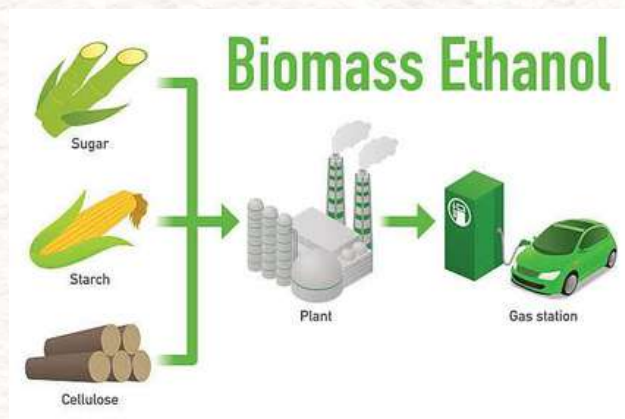 Biomass Ethanol
Sugar
Starch
Cellulose
Plant
Gas station